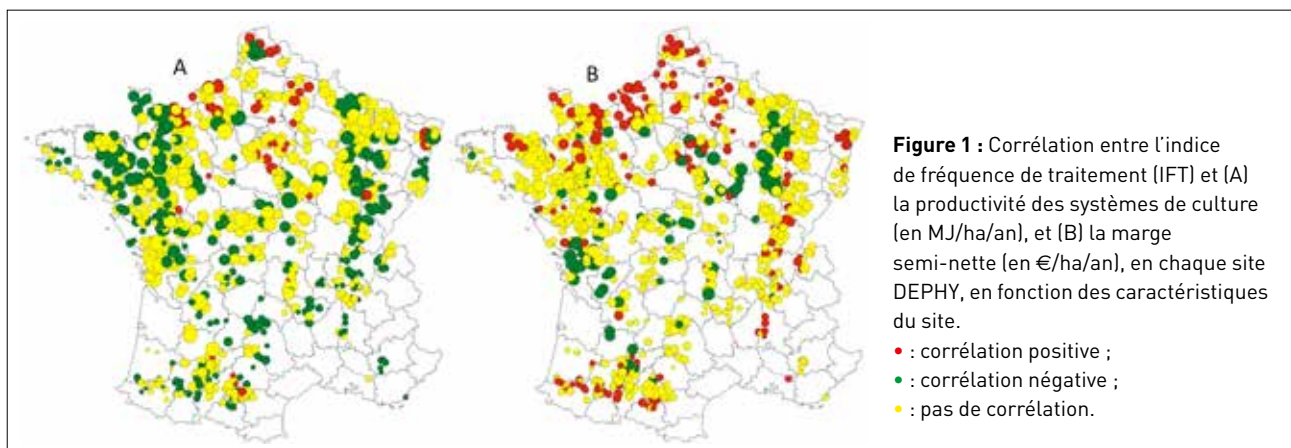 A
B
Figure 1 : Corrélation entre l'indice
de fréquence de traitement (IFT) et (A)
la productivité des systèmes de culture
(en MJ/ha/an), et (B) la marge
semi-nette (en €/ha/an), en chaque site
DEPHY, en fonction des caractéristiques
du site.
• : corrélation positive ;
• : corrélation négative ;
• : pas de corrélation.